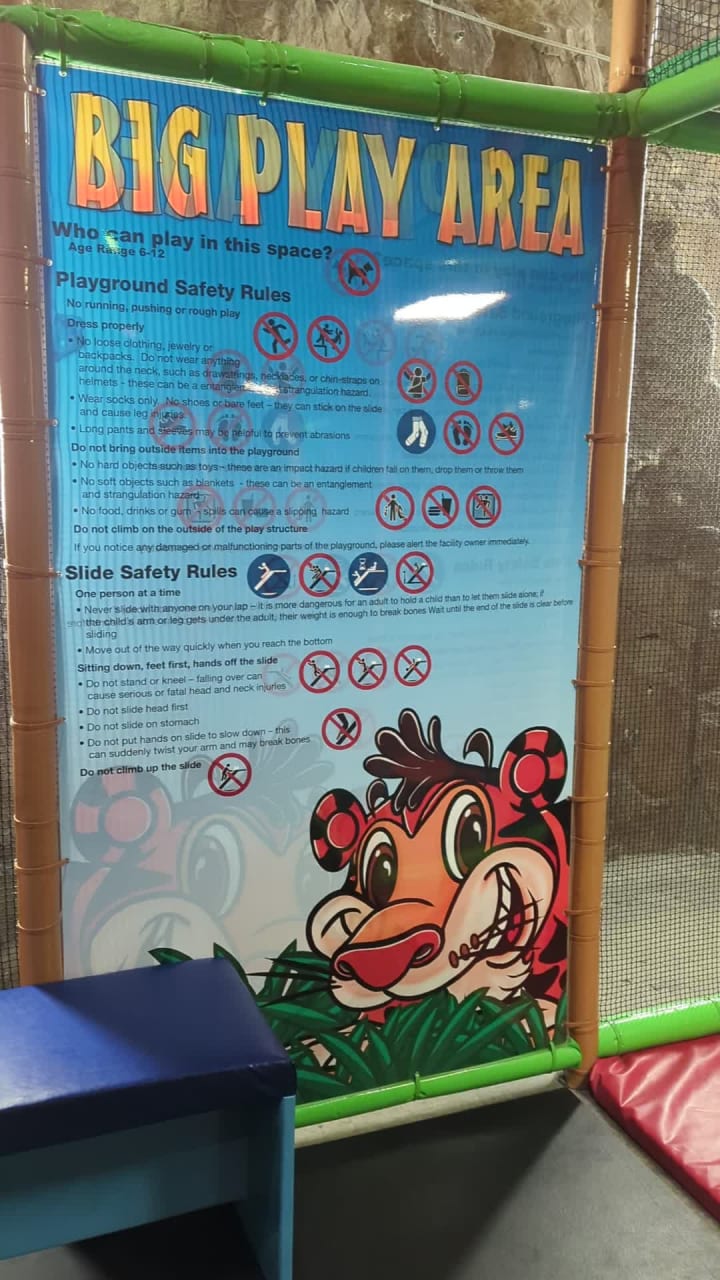 BIG PLAY AREA
Who can play in this space?
Age Range 6-12
Playground Safety Rules
No running, pushing or rough play
Dress properly
• No loose clothing, jewelry or
backpacks. Do not wear anything
around the neck, such as drawstrings, necklaces, or chin-straps on
helmets - these can be a entanglement strangulation hazard.
• Wear socks only. No shoes or bare feet – they can stick on the slide
and cause leg injuries.
• Long pants and sleeves may be helpful to prevent abrasions
Do not bring outside items into the playground
• No hard objects such as toys – these are an impact hazard if children fall on them, drop them or throw them
• No soft objects such as blankets - these can be an entanglement
and strangulation hazard
• No food, drinks or gum - spills can cause a slipping hazard
Do not climb on the outside of the play structure
If you notice any damaged or malfunctioning parts of the playground, please alert the facility owner immediately.
Slide Safety Rules
One person at a time
• Never slide with anyone on your lap – it is more dangerous for an adult to hold a child than to let them slide alone; if
the child's arm or leg gets under the adult, their weight is enough to break bones Wait until the end of the slide is clear before
sliding
• Move out of the way quickly when you reach the bottom
Sitting down, feet first, hands off the slide
• Do not stand or kneel – falling over can
cause serious or fatal head and neck injuries
• Do not slide head first
• Do not slide on stomach
• Do not put hands on slide to slow down - this
can suddenly twist your arm and may break bones
Do not climb up the slide